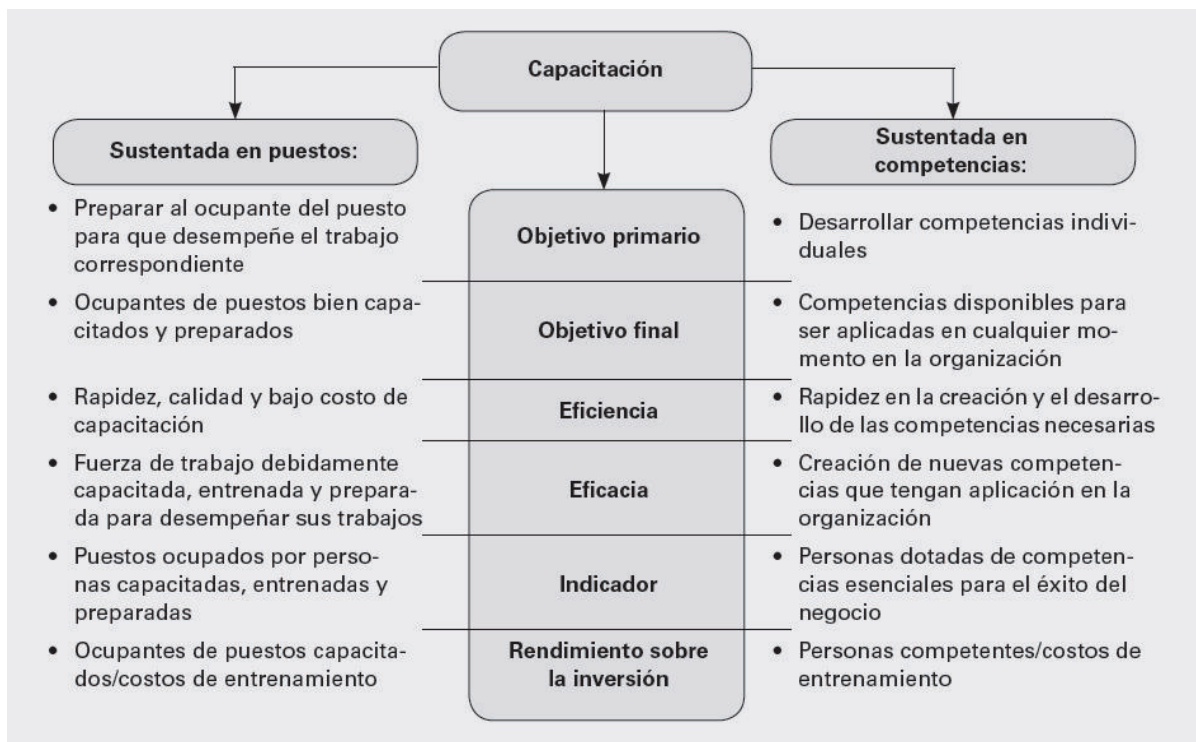 Capacitación
Sustentada en puestos:
Sustentada en
competencias:
• Preparar al ocupante del puesto
para que desempeñe el trabajo
correspondiente
Objetivo primario
• Desarrollar competencias indivi-
duales
• Ocupantes de puestos bien capa-
citados y preparados
Objetivo final
• Competencias disponibles para
ser aplicadas en cualquier mo-
mento en la organización
• Rapidez, calidad y bajo costo de
capacitación
Eficiencia
• Rapidez en la creación y el desarro-
llo de las competencias necesarias
• Fuerza de trabajo debidamente
capacitada, entrenada y prepara-
da para desempeñar sus trabajos
Eficacia
• Creación de nuevas competen-
cias que tengan aplicación en la
organización
• Puestos ocupados por perso-
nas capacitadas, entrenadas y
preparadas
Indicador
• Personas dotadas de competen-
cias esenciales para el éxito del
negocio
• Ocupantes de puestos capacita-
dos/costos de entrenamiento
Rendimiento sobre
la inversión
• Personas competentes/costos de
entrenamiento